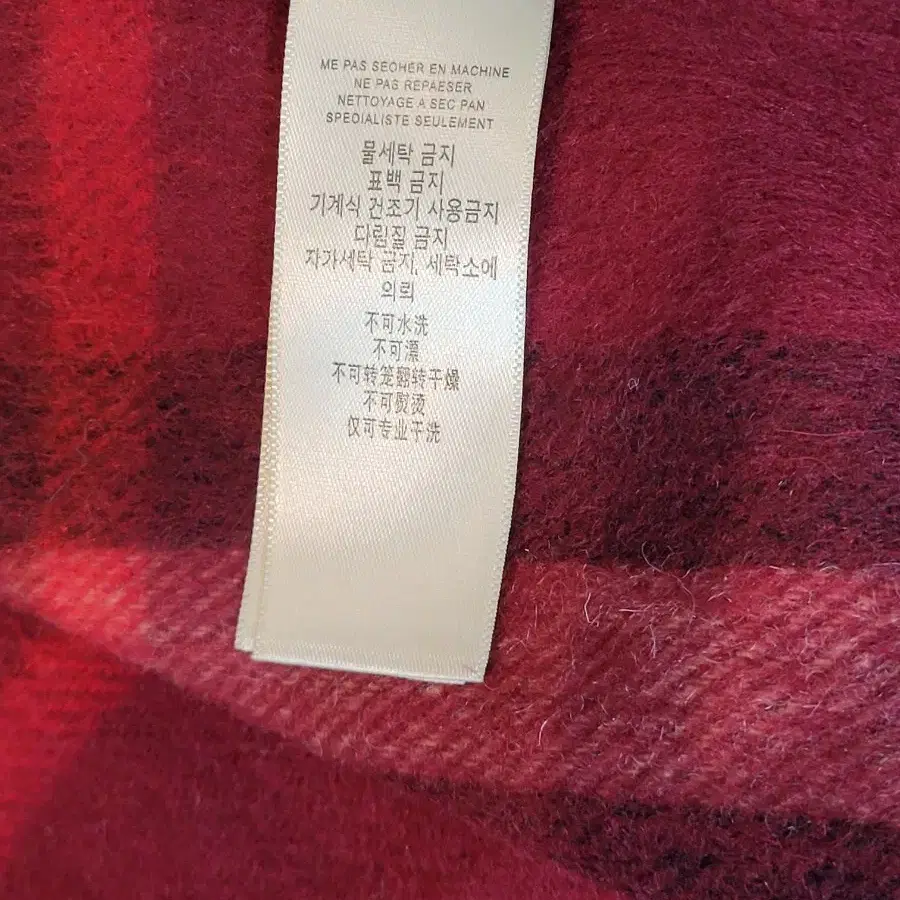 ME PAS SEOHER EN MACHINE
NE PAS REPAESER
NETTOYAGE A SEC PAN
SPEOIALISTE SEULEMENT
물세탁 금지
표백 금지
기계식 건조기 사용금지
다림질 금지
자가세탁 금지, 세탁소에
의뢰
不可水洗
不可漂
不可转笼翻转干燥
不可熨烫
仅可专业干洗